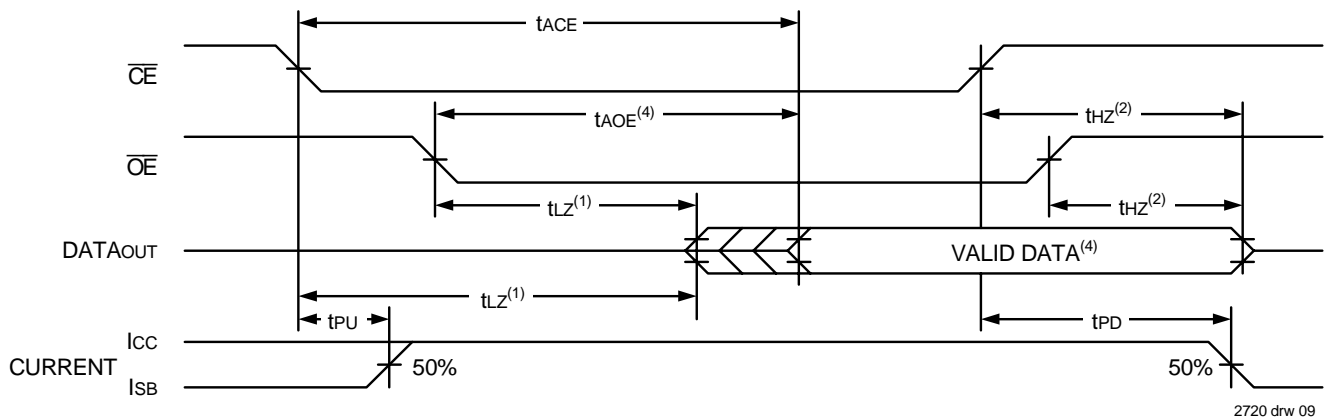 tACE
CE
tAOE(4)
tHZ(2)
OE
tLZ(1)
tHZ(2)
DATAOUT
VALID DATA(4)
tLZ(1)
tPU
tPD
ICC
CURRENT
50%
50%
ISB
2720 drw 09